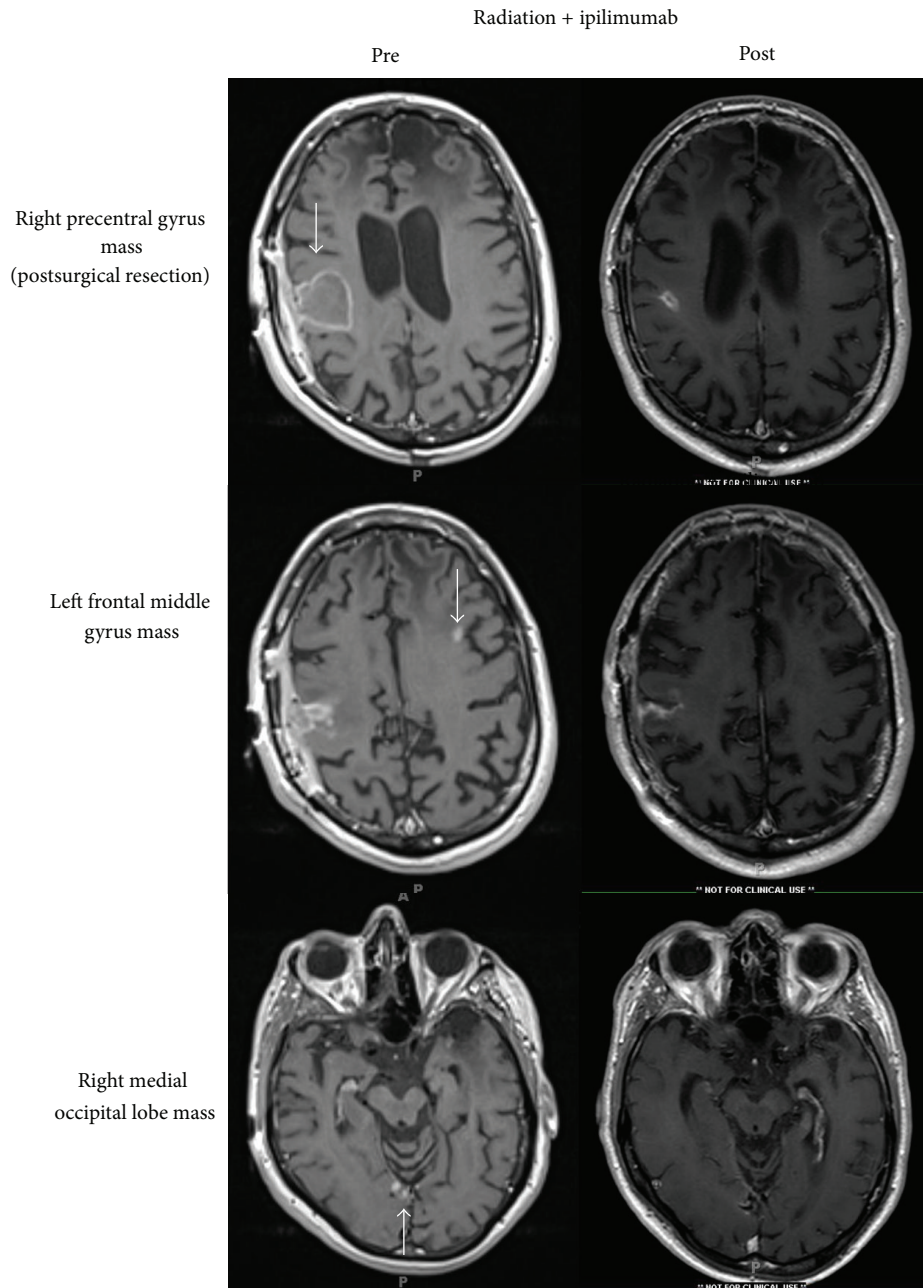 Radiation + ipilimumab
Pre
Post
Right precentral gyrus
mass
(postsurgical resection)
P
P
** NOT FOR CLINICAL USE **
Left frontal middle
gyrus mass
P
P
** NOT FOR CLINICAL USE **
A
Right medial
occipital lobe mass
P
P
** NOT FOR CLINICAL USE **